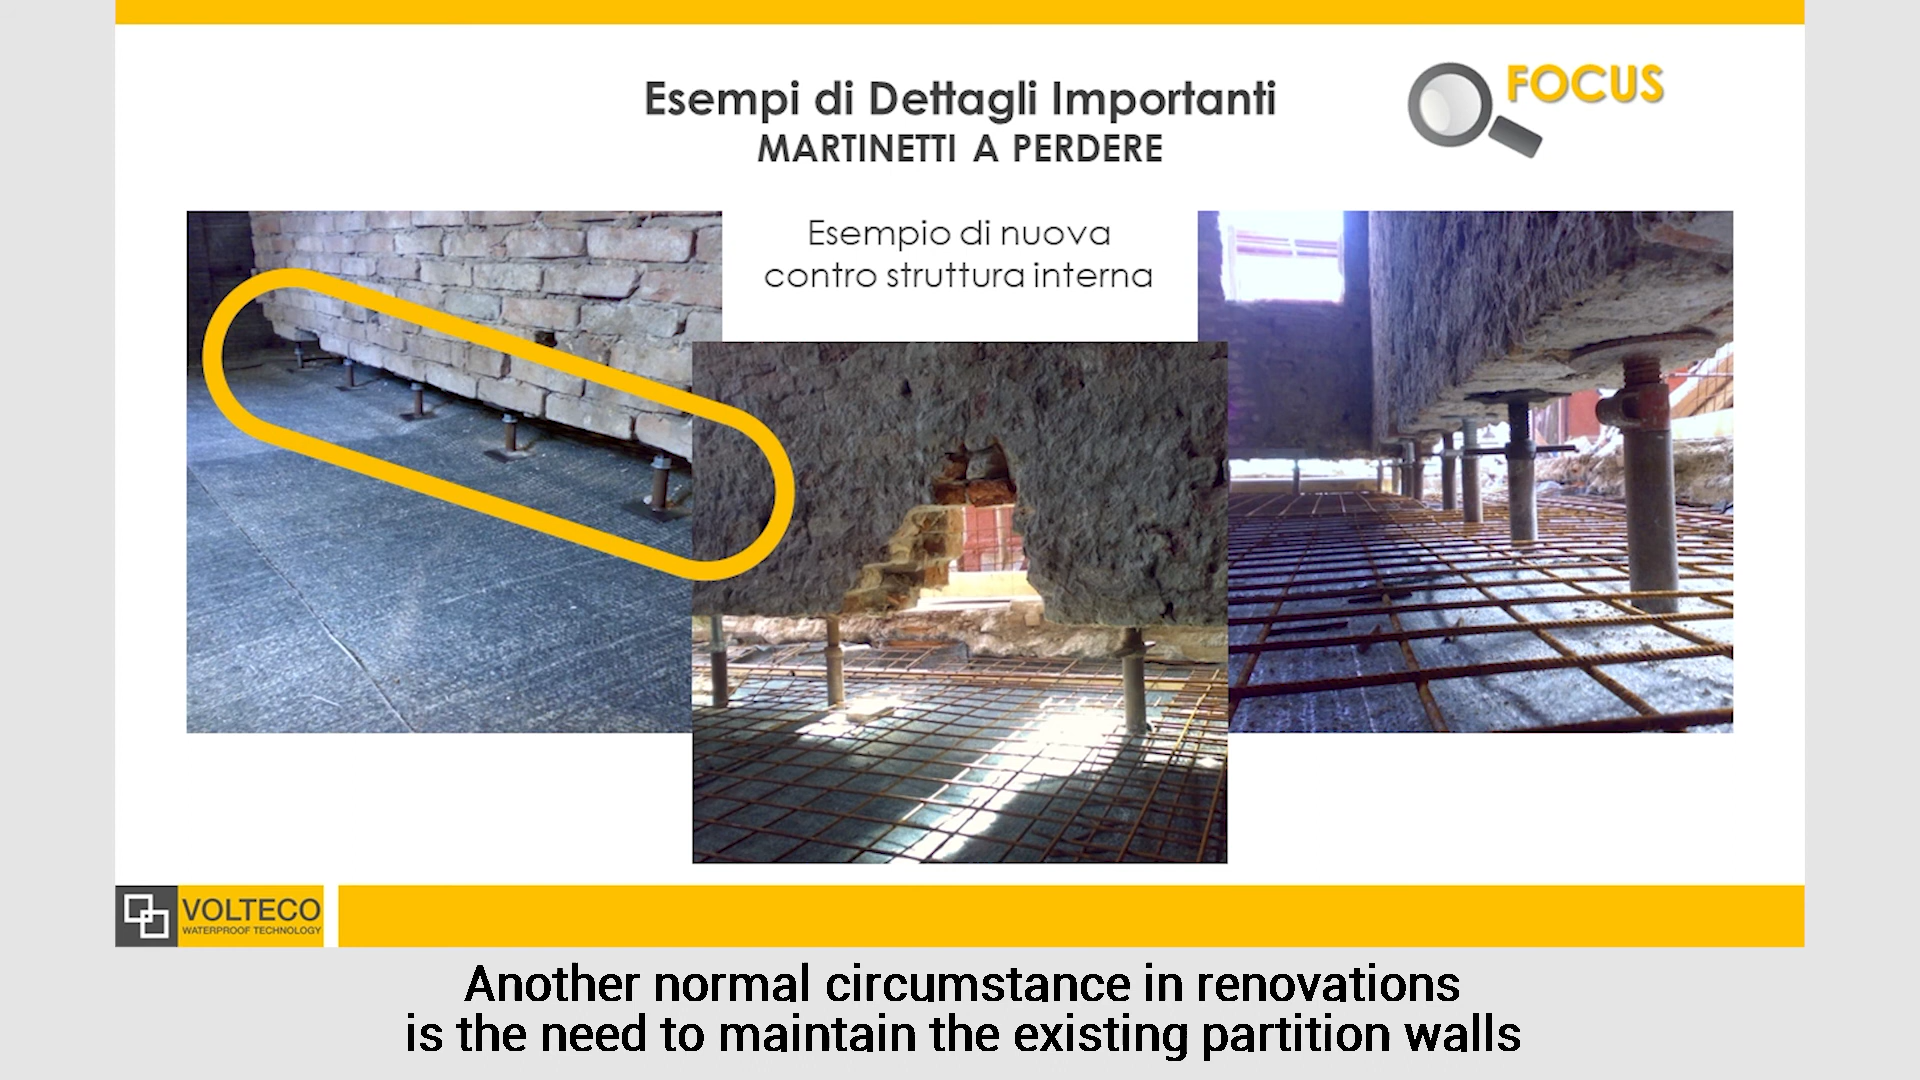 Esempi di Dettagli Importanti
MARTINETTI A PERDERE
FOCUS
Esempio di nuova
contro struttura interna
VOLTECO
WATERPROOF TECHNOLOGY
Another normal circumstance in renovations
is the need to maintain the existing partition walls